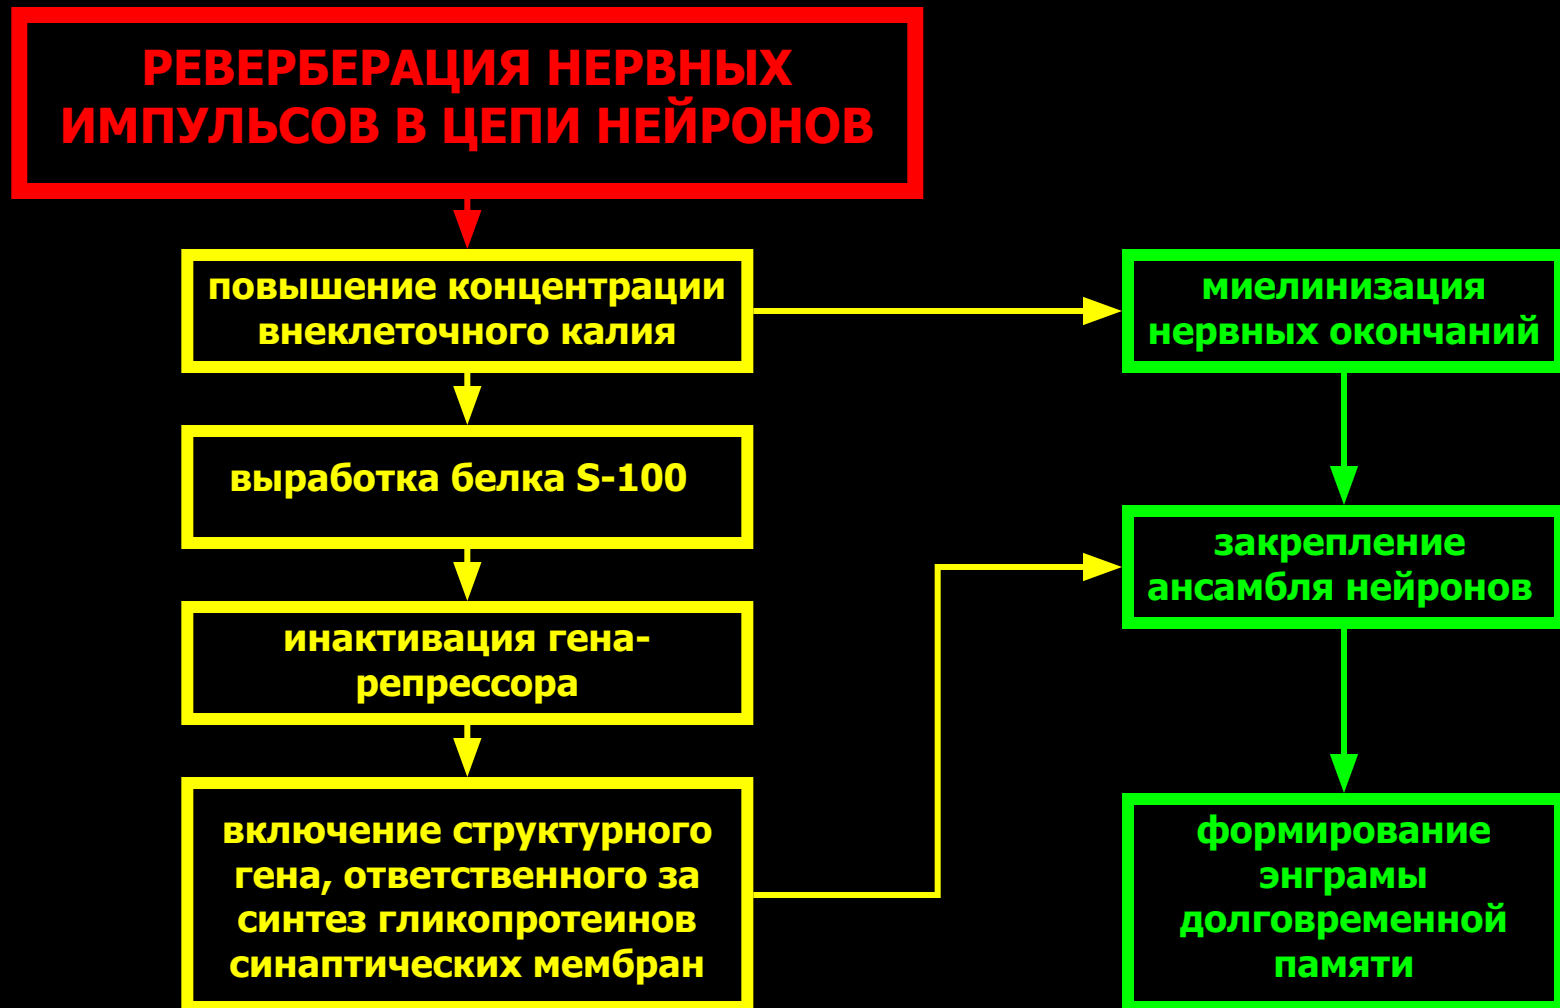 РЕВЕРБЕРАЦИЯ НЕРВНЫХ
ИМПУЛЬСОВ В ЦЕПИ НЕЙРОНОВ
повышение концентрации
внеклеточного калия
миелинизация
нервных окончаний
выработка белка S-100
закрепление
ансамбля нейронов
инактивация гена-
репрессора
включение структурного
гена, ответственного за
синтез гликопротеинов
синаптических мембран
формирование
энграмы
долговременной
памяти